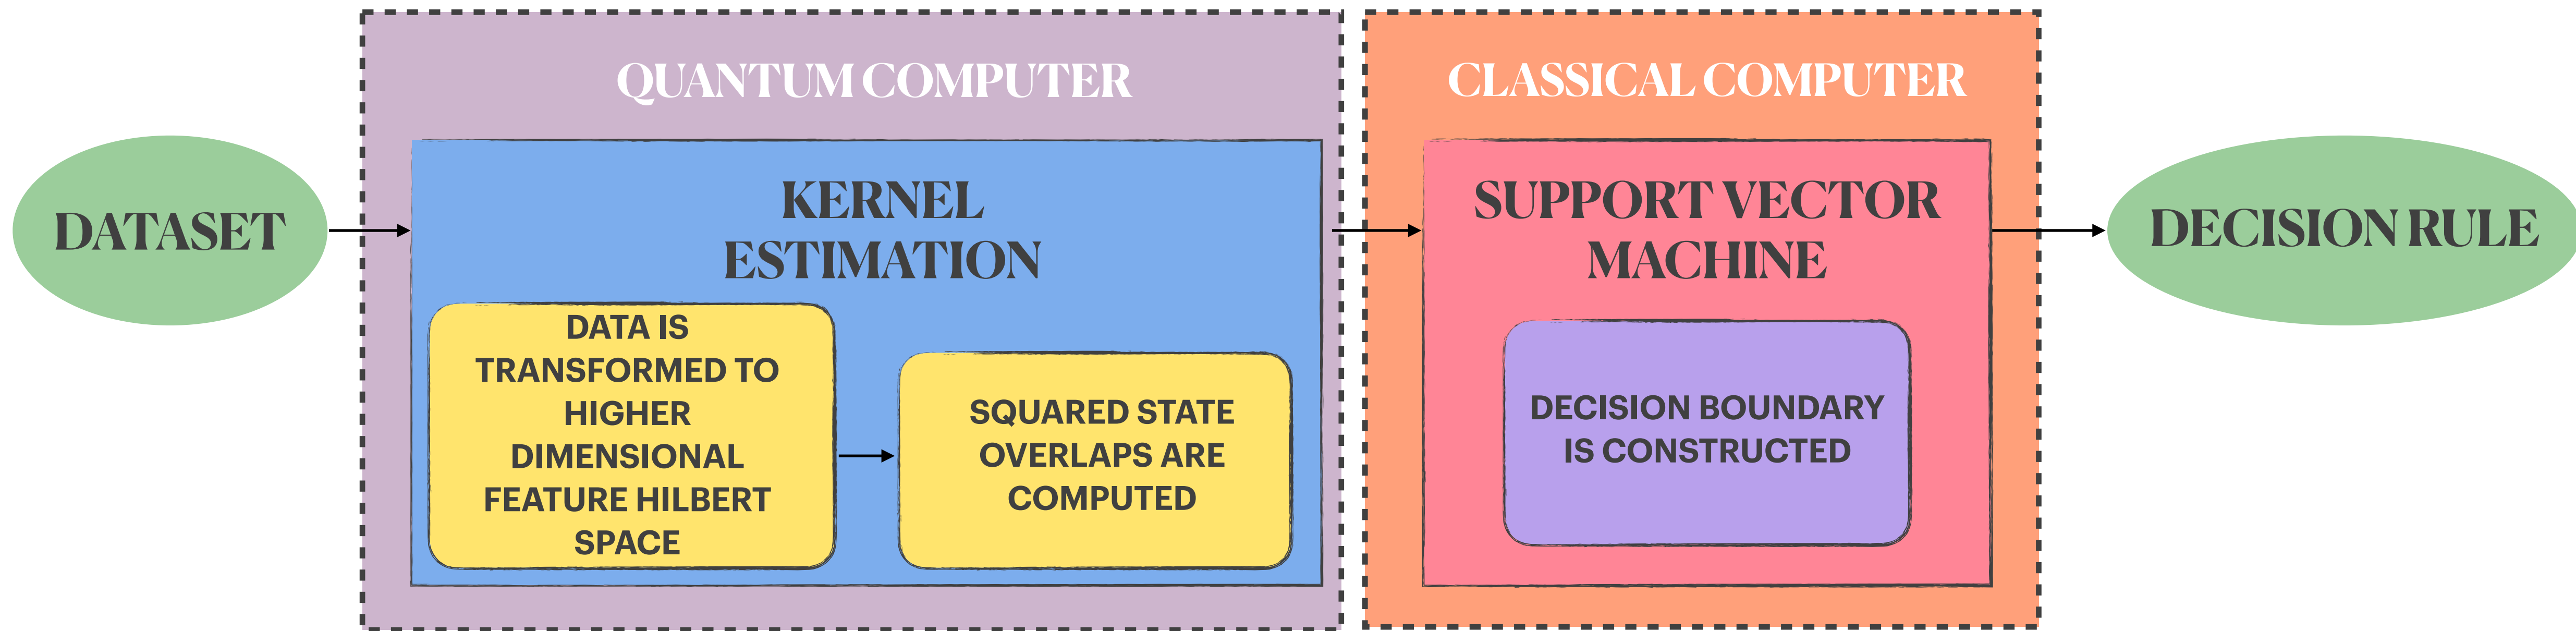 QUANTUM COMPUTER
CLASSICAL COMPUTER
DATASET
KERNEL
ESTIMATION
DATA IS
TRANSFORMED TO
HIGHER
DIMENSIONAL
FEATURE HILBERT
SPACE
SQUARED STATE
OVERLAPS ARE
COMPUTED
SUPPORT VECTOR
MACHINE
DECISION BOUNDARY
IS CONSTRUCTED
DECISION RULE